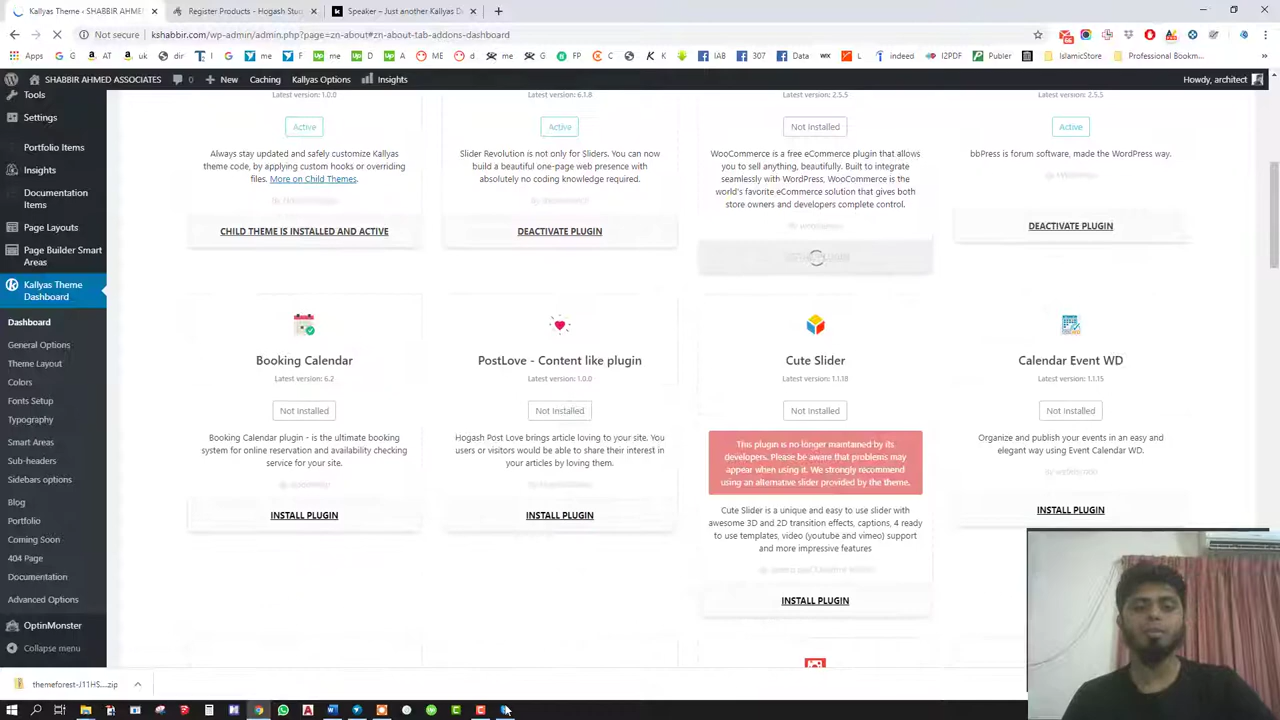 Kallyas Theme – SHABBIR AHMED
Register Products - Hogash Stud
Speaker – Just another Kallyas D
Not secure | kshabbir.com/wp-admin/admin.php?page=zn-about#zn-about-tab-addons-dashboard
Apps
G
A
uk
di
T
G
F
U
me
ME
d
G
FP
C
K
K
IAB
307
Data
L
indeed
I2PDF
Publer
IslamicStore
Professional Bookm...
SHABIR AHMED ASSOCIATES
0
New
Caching
Kallyas Options
Insights
Howdy, architect
Tools
Settings
Portfolio Items
Insights
Documentation
Items
Page Layouts
Page Builder Smart
Areas
Kallyas Theme
Dashboard
Dashboard
General Options
Theme Layout
Colors
Fonts Setup
Typography
Smart Areas
Sub-headers
Sidebars options
Blog
Portfolio
Coming Soon
404 Page
Documentation
Advanced Options
OptinMonster
Collapse menu
Latest version: 1.0.0
Active
Always stay updated and safely customize Kallyas
theme code, by applying custom hooks or overriding
files. More on Child Themes.
CHILD THEME IS INSTALLED AND ACTIVE
Latest version: 6.1.8
Active
Slider Revolution is not only for Sliders. You can now
build a beautiful one-page web presence with
absolutely no coding knowledge required.
DEACTIVATE PLUGIN
Latest version: 2.5.5
Not Installed
WooCommerce is a free eCommerce plugin that allows
you to sell anything, beautifully. Built to integrate
seamlessly with WordPress, WooCommerce is the
world's favorite eCommerce solution that gives both
store owners and developers complete control.
Latest version: 2.5.5
Active
bbPress is forum software, made the WordPress way.
DEACTIVATE PLUGIN
Booking Calendar
Latest version: 6.2
Not Installed
Booking Calendar plugin - is the ultimate booking
system for online reservation and availability checking
service for your site.
INSTALL PLUGIN
PostLove - Content like plugin
Latest version: 1.0.0
Not Installed
Hogash Post Love brings article loving to your site. You
users or visitors would be able to share their interest in
your articles by loving them.
INSTALL PLUGIN
Cute Slider
Latest version: 1.1.18
Not Installed
This plugin is no longer maintained by its
developers. Please be aware that problems may
appear when using it. We strongly recommend
using an alternative slider provided by the theme.
Cute Slider is a unique and easy to use slider with
awesome 3D and 2D transition effects, captions, 4 ready
to use templates, video (youtube and vimeo) support
and more impressive features
INSTALL PLUGIN
Calendar Event WD
Latest version: 1.1.15
Not Installed
Organize and publish your events in an easy and
elegant way using Event Calendar WD.
INSTALL PLUGIN
themeforest-J11HS....zip